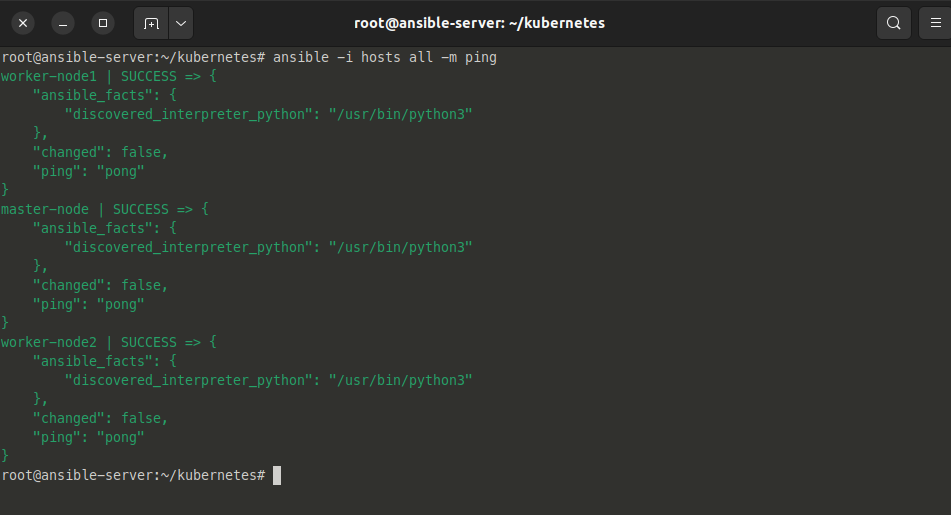 root@ansible-server: ~/kubernetes
root@ansible-server:~/kubernetes# ansible -i hosts all -m ping
worker-node1 | SUCCESS => {
    "ansible_facts": {
        "discovered_interpreter_python": "/usr/bin/python3"
    },
    "changed": false,
    "ping": "pong"
}
master-node | SUCCESS => {
    "ansible_facts": {
        "discovered_interpreter_python": "/usr/bin/python3"
    },
    "changed": false,
    "ping": "pong"
}
worker-node2 | SUCCESS => {
    "ansible_facts": {
        "discovered_interpreter_python": "/usr/bin/python3"
    },
    "changed": false,
    "ping": "pong"
}
root@ansible-server:~/kubernetes#